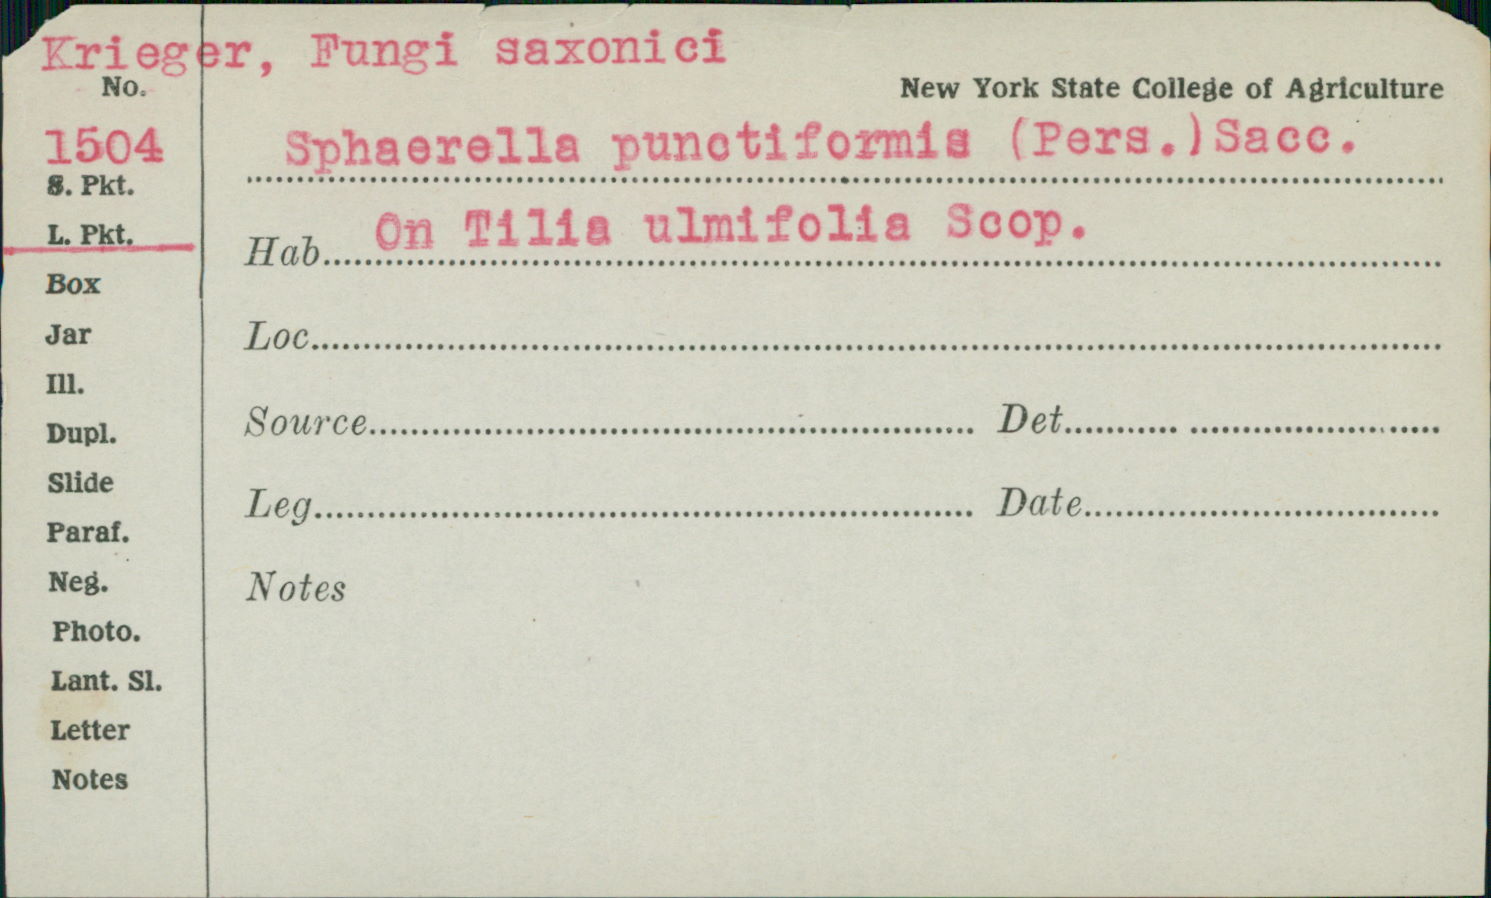 Krieger, Fungi saxonici
No.
New York State College of Agriculture
1504
Sphaerella punctiformis (Pers.)Sacc.
S. Pkt.
L. Pkt.
Hab. On Tilia ulmifolia Scop.
Box
Jar
Loc.
Ill.
Dupl.
Source Det.
Slide
Leg. Date
Paraf.
Neg.
Notes
Photo.
Lant. Sl.
Letter
Notes